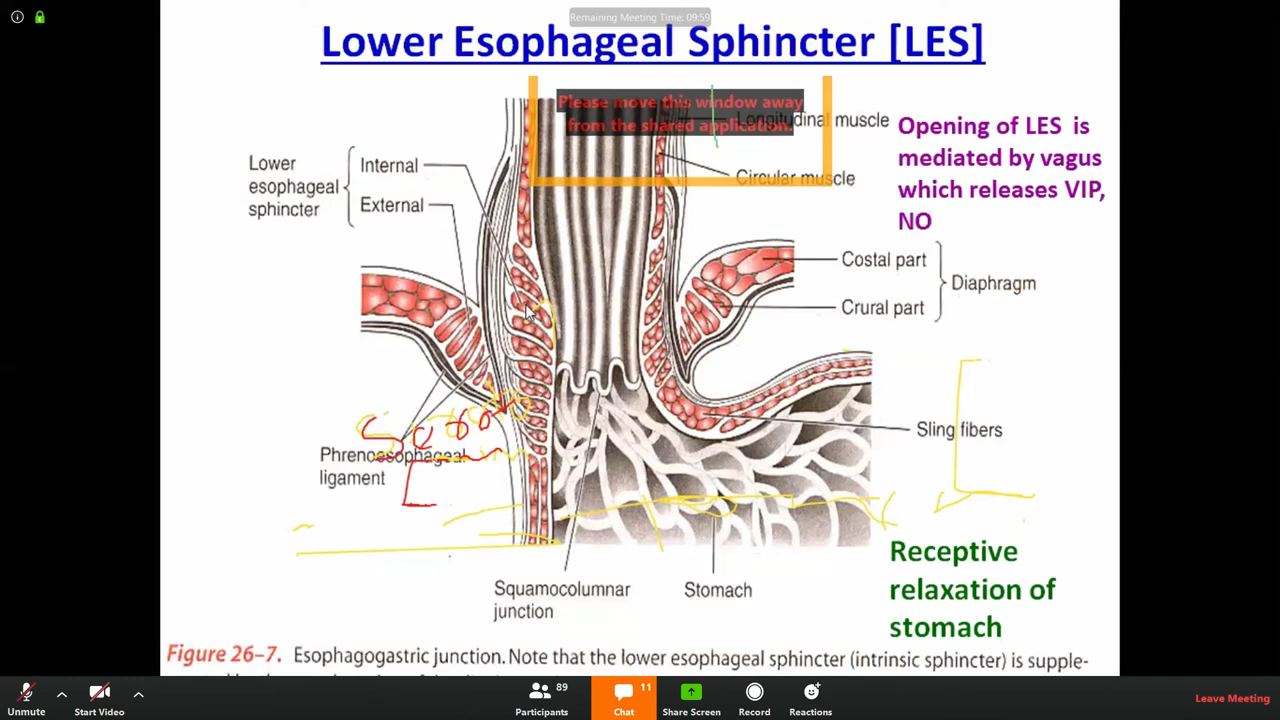 Remaining Meeting Time: 09:59
Lower Esophageal Sphincter [LES]
Please move this window away
from the shared application.
Longitudinal muscle
Circular muscle
Opening of LES is
mediated by vagus
which releases VIP,
NO
Lower
esophageal
sphincter
Internal
External
Costal part
Crural part
Diaphragm
Sling fibers
Phrenoesophageal
ligament
Squamocolumnar
junction
Stomach
Receptive
relaxation of
stomach
Figure 26–7. Esophagogastric junction. Note that the lower esophageal sphincter (intrinsic sphincter) is supple-
Unmute
Start Video
89
Participants
11
Chat
Share Screen
Record
Reactions
Leave Meeting